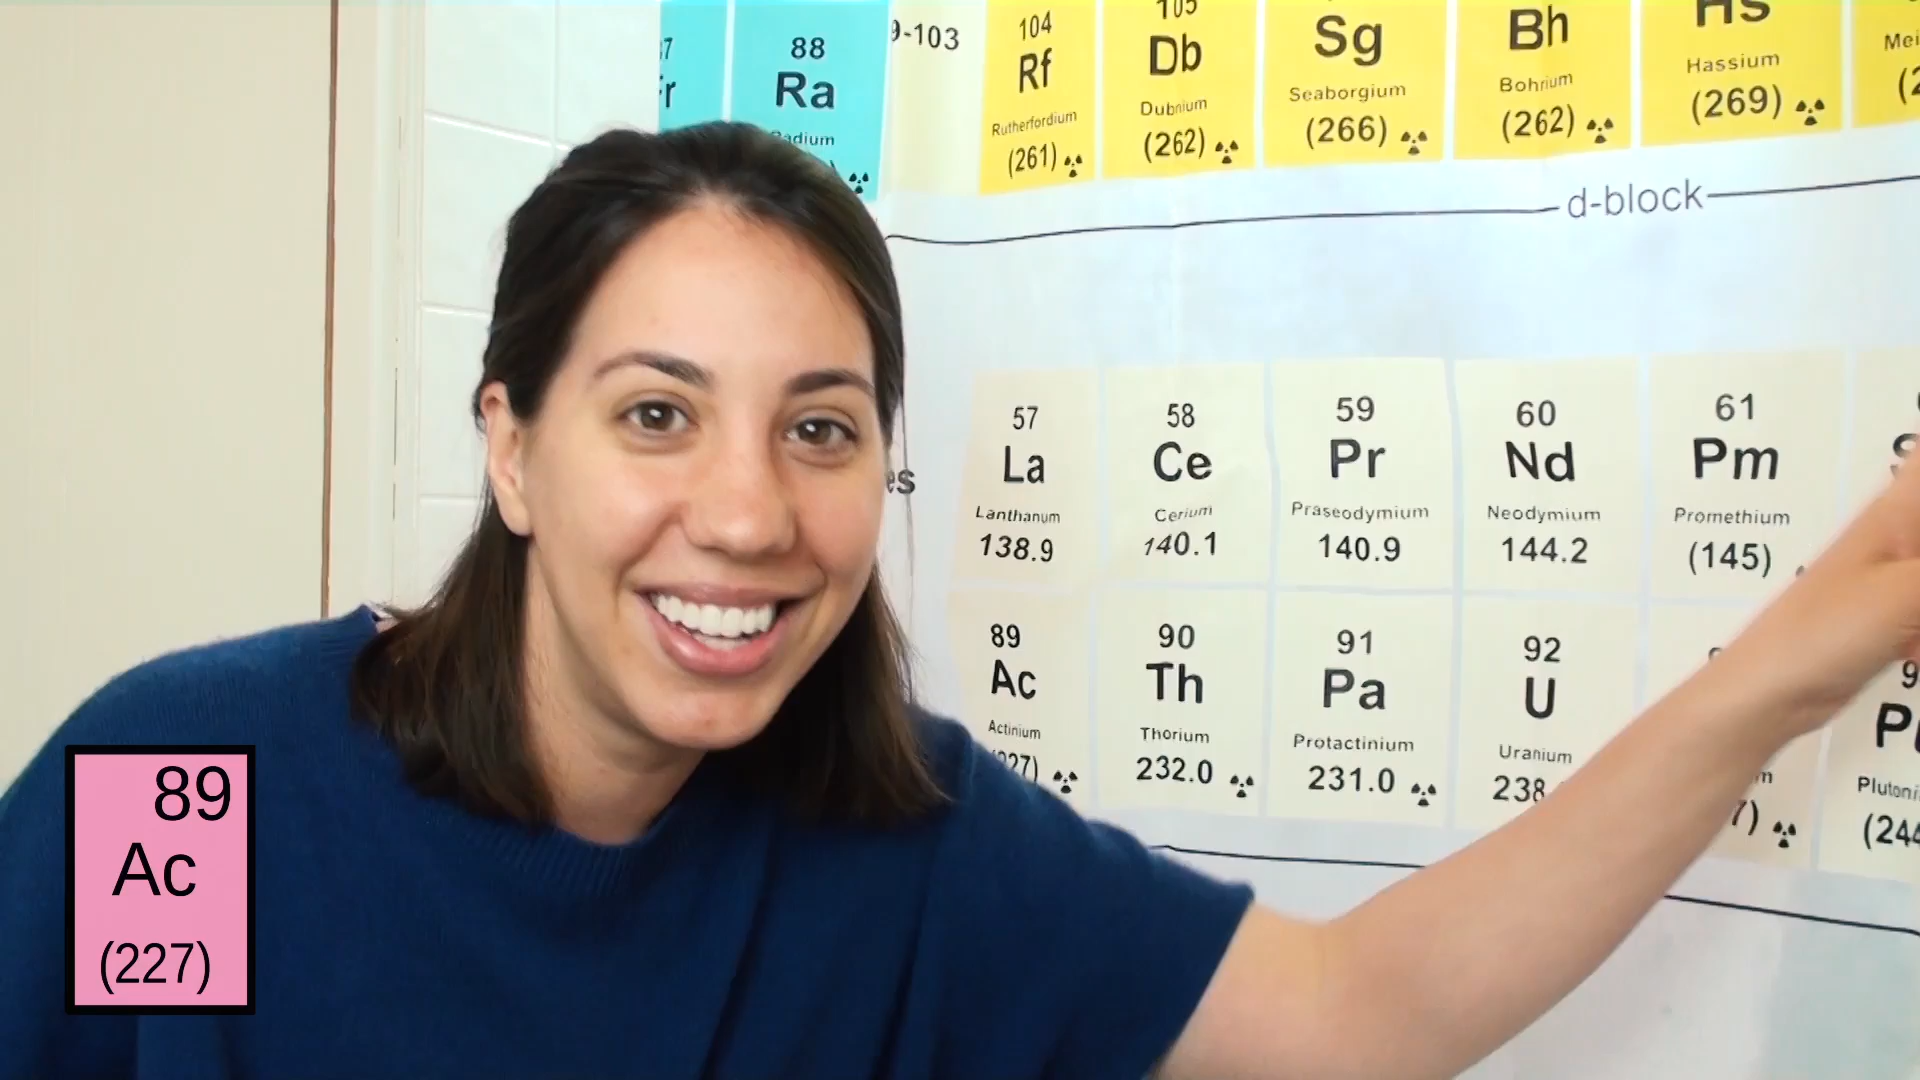 88
Ra
9-103
104
Rf
Rutherfordium
(261)
105
Db
Dubnium
(262)
Sg
Seaborgium
(266)
Bh
Bohrium
(262)
Hs
Hassium
(269)
d-block
57
La
Lanthanum
138.9
58
Ce
Cerium
140.1
59
Pr
Praseodymium
140.9
60
Nd
Neodymium
144.2
61
Pm
Promethium
(145)
89
Ac
Actinium
90
Th
Thorium
232.0
91
Pa
Protactinium
231.0
92
U
Uranium
238
89
Ac
(227)